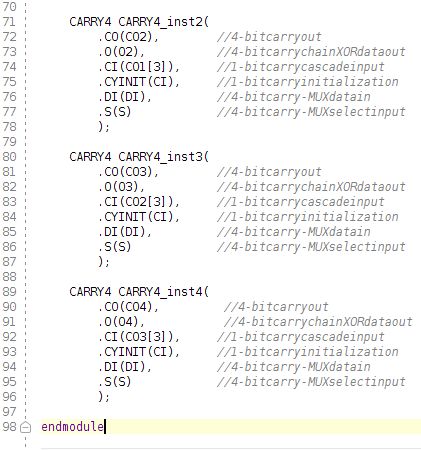 70
71 CARRY4 CARRY4_inst2(
72 .CO(CO2), //4-bitcarryout
73 .O(O2), //4-bitcarrychainXORdataout
74 .CI(CO1[3]), //1-bitcarrycascadeinput
75 .CYINIT(CI), //1-bitcarryinitialization
76 .DI(DI), //4-bitcarry-MUXdatain
77 .S(S) //4-bitcarry-MUXselectinput
78 );
79
80 CARRY4 CARRY4_inst3(
81 .CO(CO3), //4-bitcarryout
82 .O(O3), //4-bitcarrychainXORdataout
83 .CI(CO2[3]), //1-bitcarrycascadeinput
84 .CYINIT(CI), //1-bitcarryinitialization
85 .DI(DI), //4-bitcarry-MUXdatain
86 .S(S) //4-bitcarry-MUXselectinput
87 );
88
89 CARRY4 CARRY4_inst4(
90 .CO(CO4), //4-bitcarryout
91 .O(O4), //4-bitcarrychainXORdataout
92 .CI(CO3[3]), //1-bitcarrycascadeinput
93 .CYINIT(CI), //1-bitcarryinitialization
94 .DI(DI), //4-bitcarry-MUXdatain
95 .S(S) //4-bitcarry-MUXselectinput
96 );
97
98 endmodule